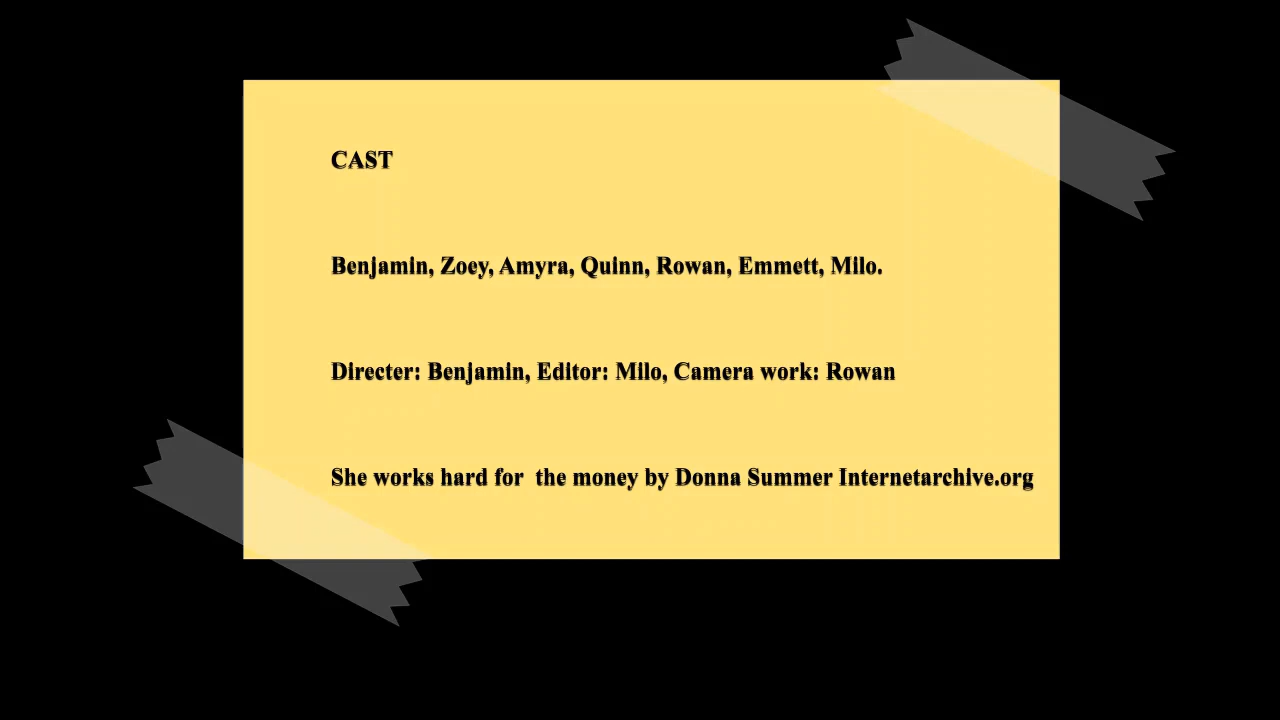 CAST
Benjamin, Zoey, Amyra, Quinn, Rowan, Emmett, Milo.
Directer: Benjamin, Editor: Milo, Camera work: Rowan
She works hard for  the money by Donna Summer Internetarchive.org